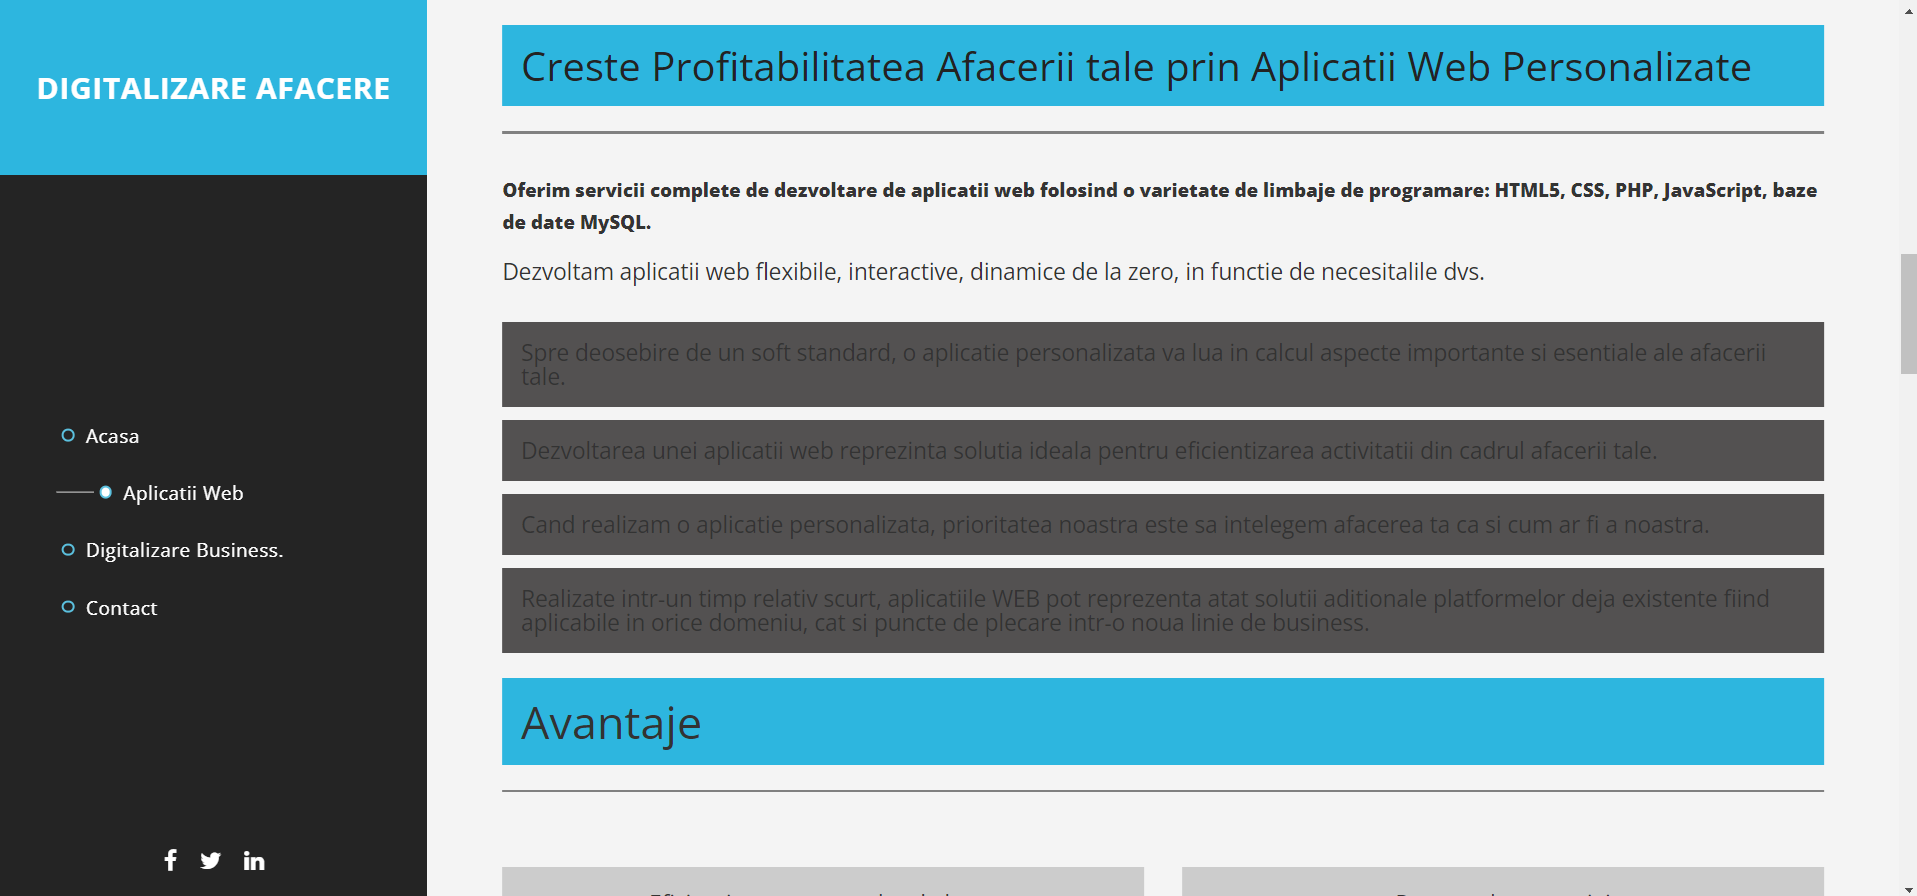 DIGITALIZARE AFACERE
Acasa
Aplicatii Web
Digitalizare Business.
Contact
Creste Profitabilitatea Afacerii tale prin Aplicatii Web Personalizate
Oferim servicii complete de dezvoltare de aplicatii web folosind o varietate de limbaje de programare: HTML5, CSS, PHP, JavaScript, baze
de date MySQL.
Dezvoltam aplicatii web flexibile, interactive, dinamice de la zero, in functie de necesitalile dvs.
Spre deosebire de un soft standard, o aplicatie personalizata va lua in calcul aspecte importante si esentiale ale afacerii
tale.
Dezvoltarea unei aplicatii web reprezinta solutia ideala pentru eficientizarea activitatii din cadrul afacerii tale.
Cand realizam o aplicatie personalizata, prioritatea noastra este sa intelegem afacerea ta ca si cum ar fi a noastra.
Realizate intr-un timp relativ scurt, aplicatiile WEB pot reprezenta atat solutii aditionale platformelor deja existente fiind
aplicabile in orice domeniu, cat si puncte de plecare intr-o noua linie de business.
Avantaje